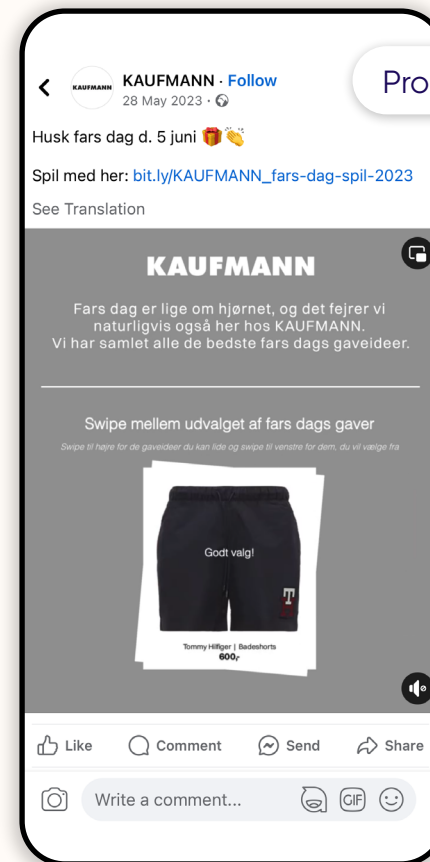 KAUFMANN
KAUFMANN · Follow
28 May 2023 ·
Pro
Husk fars dag d. 5 juni 🎁👏
Spil med her: bit.ly/KAUFMANN_fars-dag-spil-2023
See Translation
KAUFMANN
Fars dag er lige om hjørnet, og det fejrer vi
naturligvis også her hos KAUFMANN.
Vi har samlet alle de bedste fars dags gaveideer.
Swipe mellem udvalget af fars dags gaver
Swipe til højre for de gaveideer du kan lide og swipe til venstre for dem, du vil vælge fra
Godt valg!
T
Tommy Hilfiger | Badeshorts
600,-
Like
Comment
Send
Share
Write a comment...
GIF